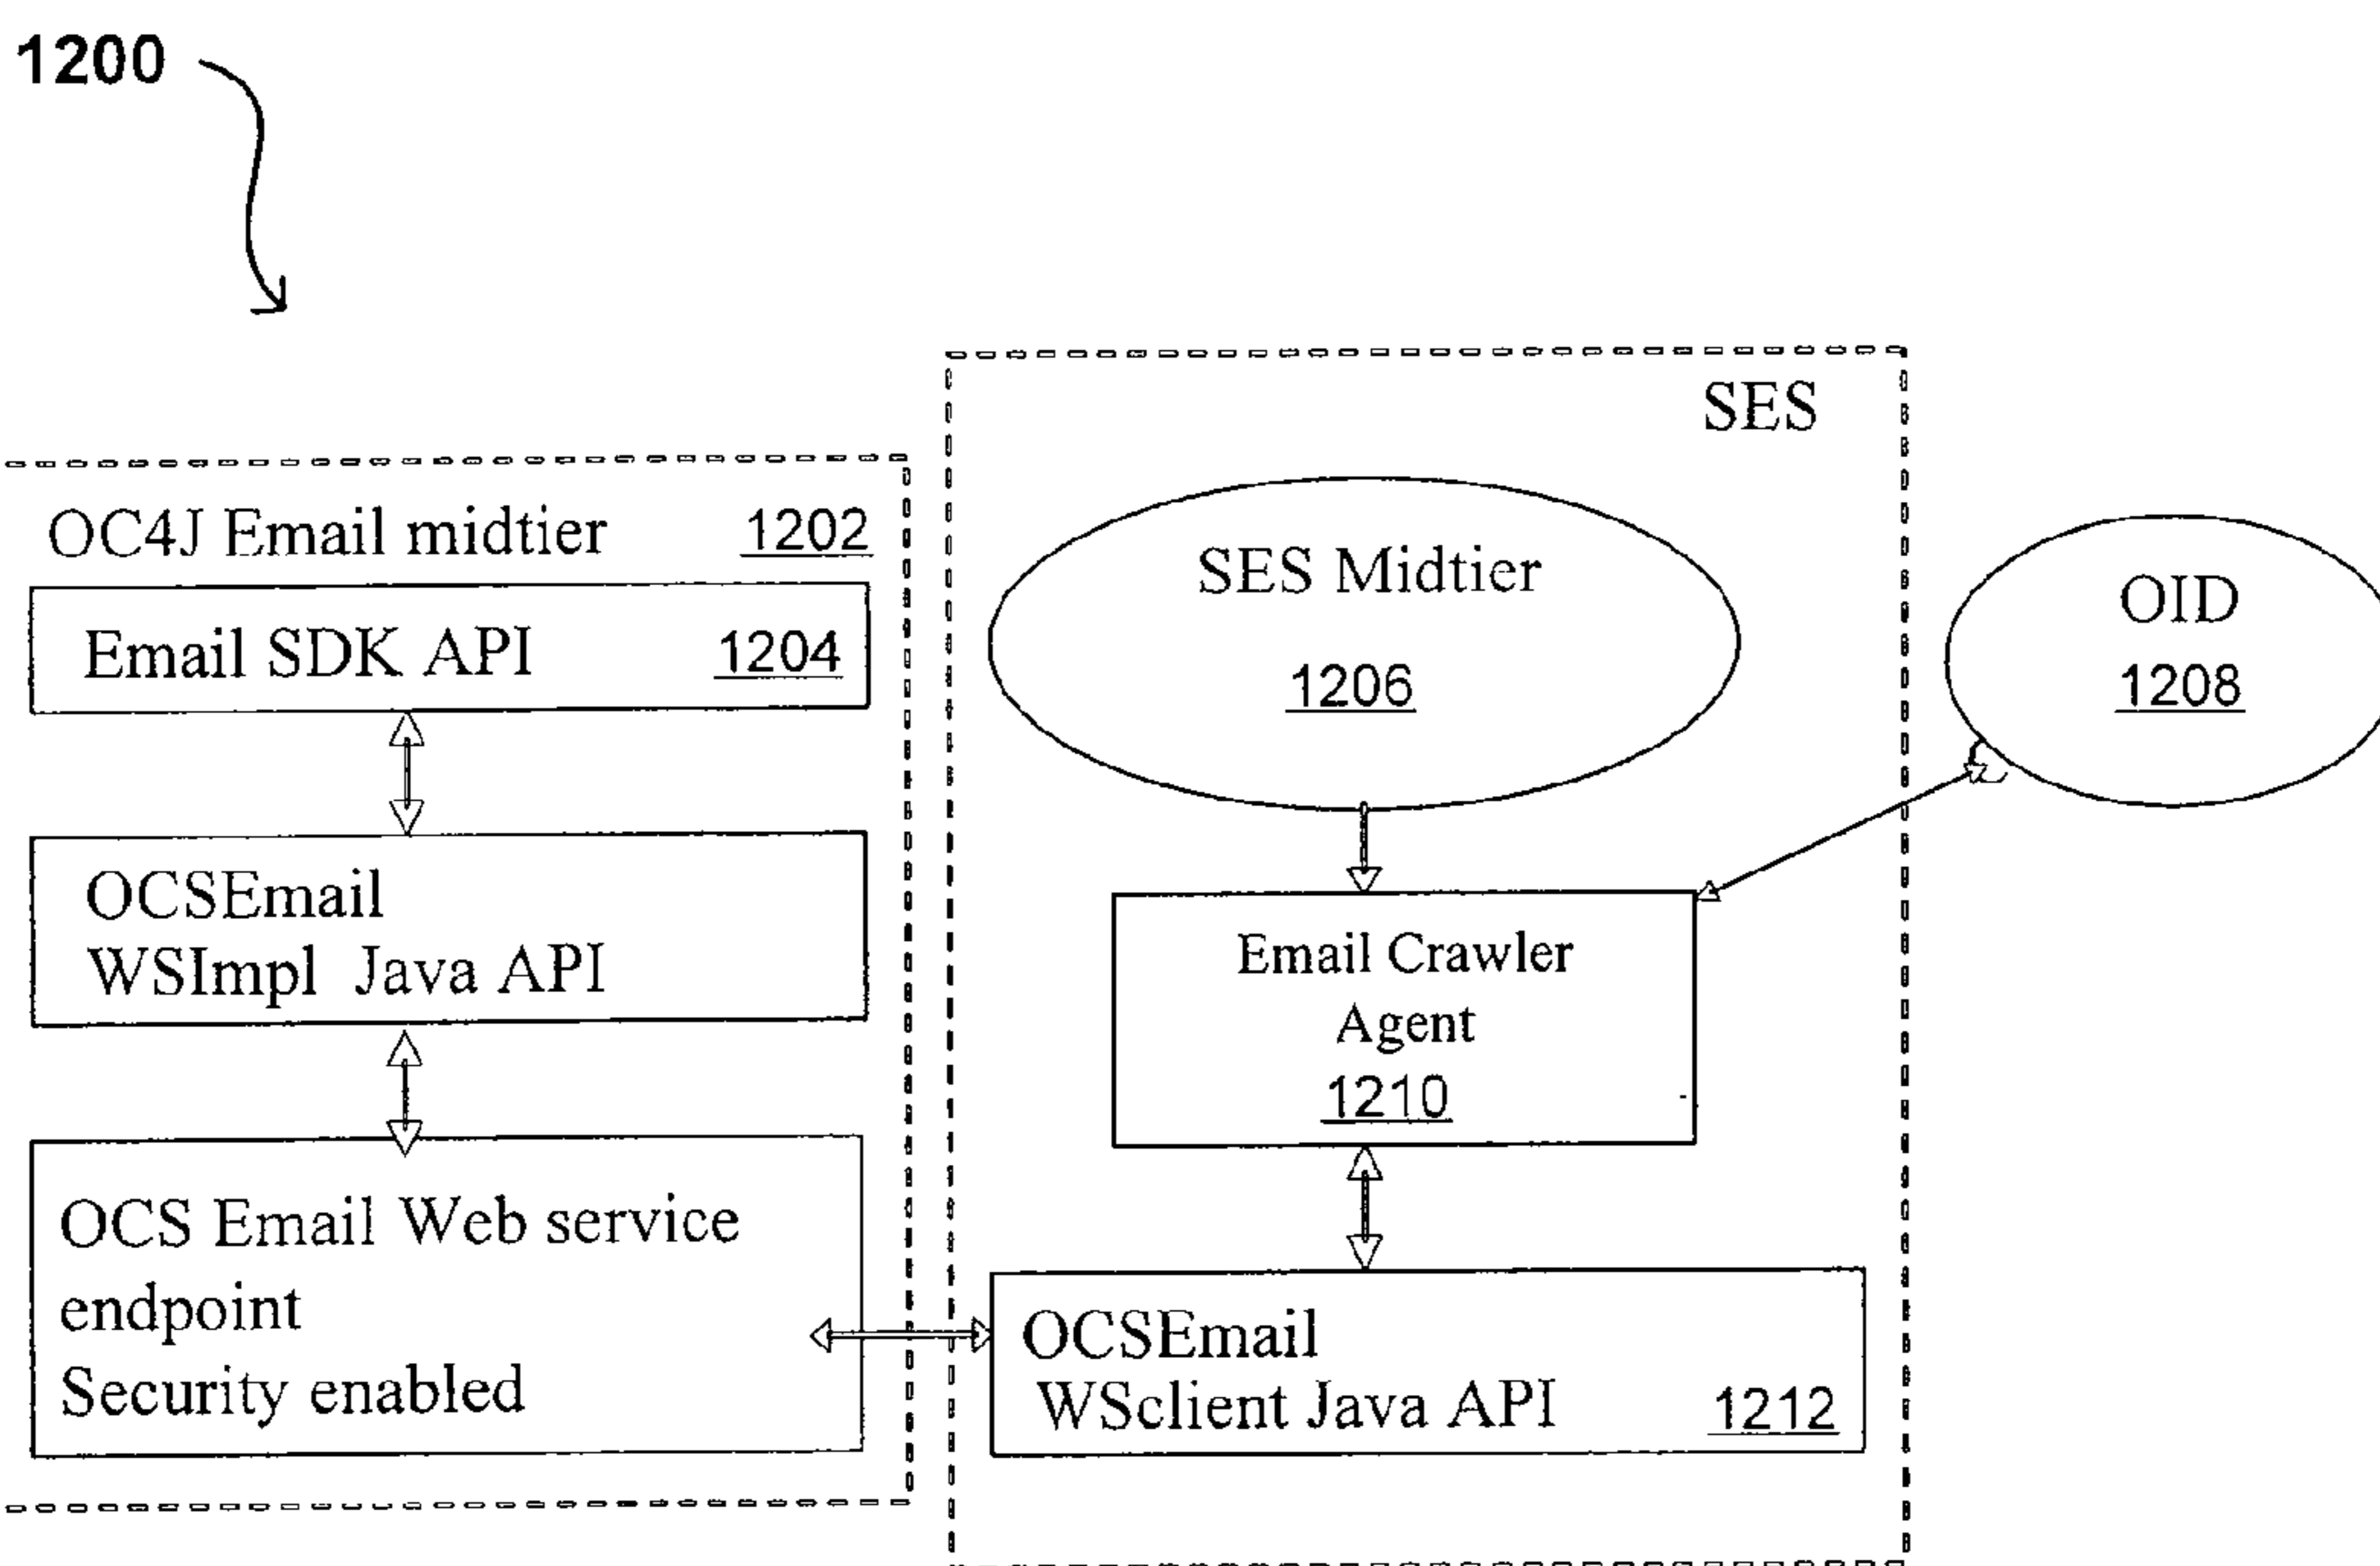 1200
SES
OC4J Email midtier 1202
Email SDK API 1204
OCSEmail
WSImpl Java API
OCS Email Web service
endpoint
Security enabled
SES Midtier
1206
OID
1208
Email Crawler
Agent
1210
OCSEmail
WSclient Java API 1212